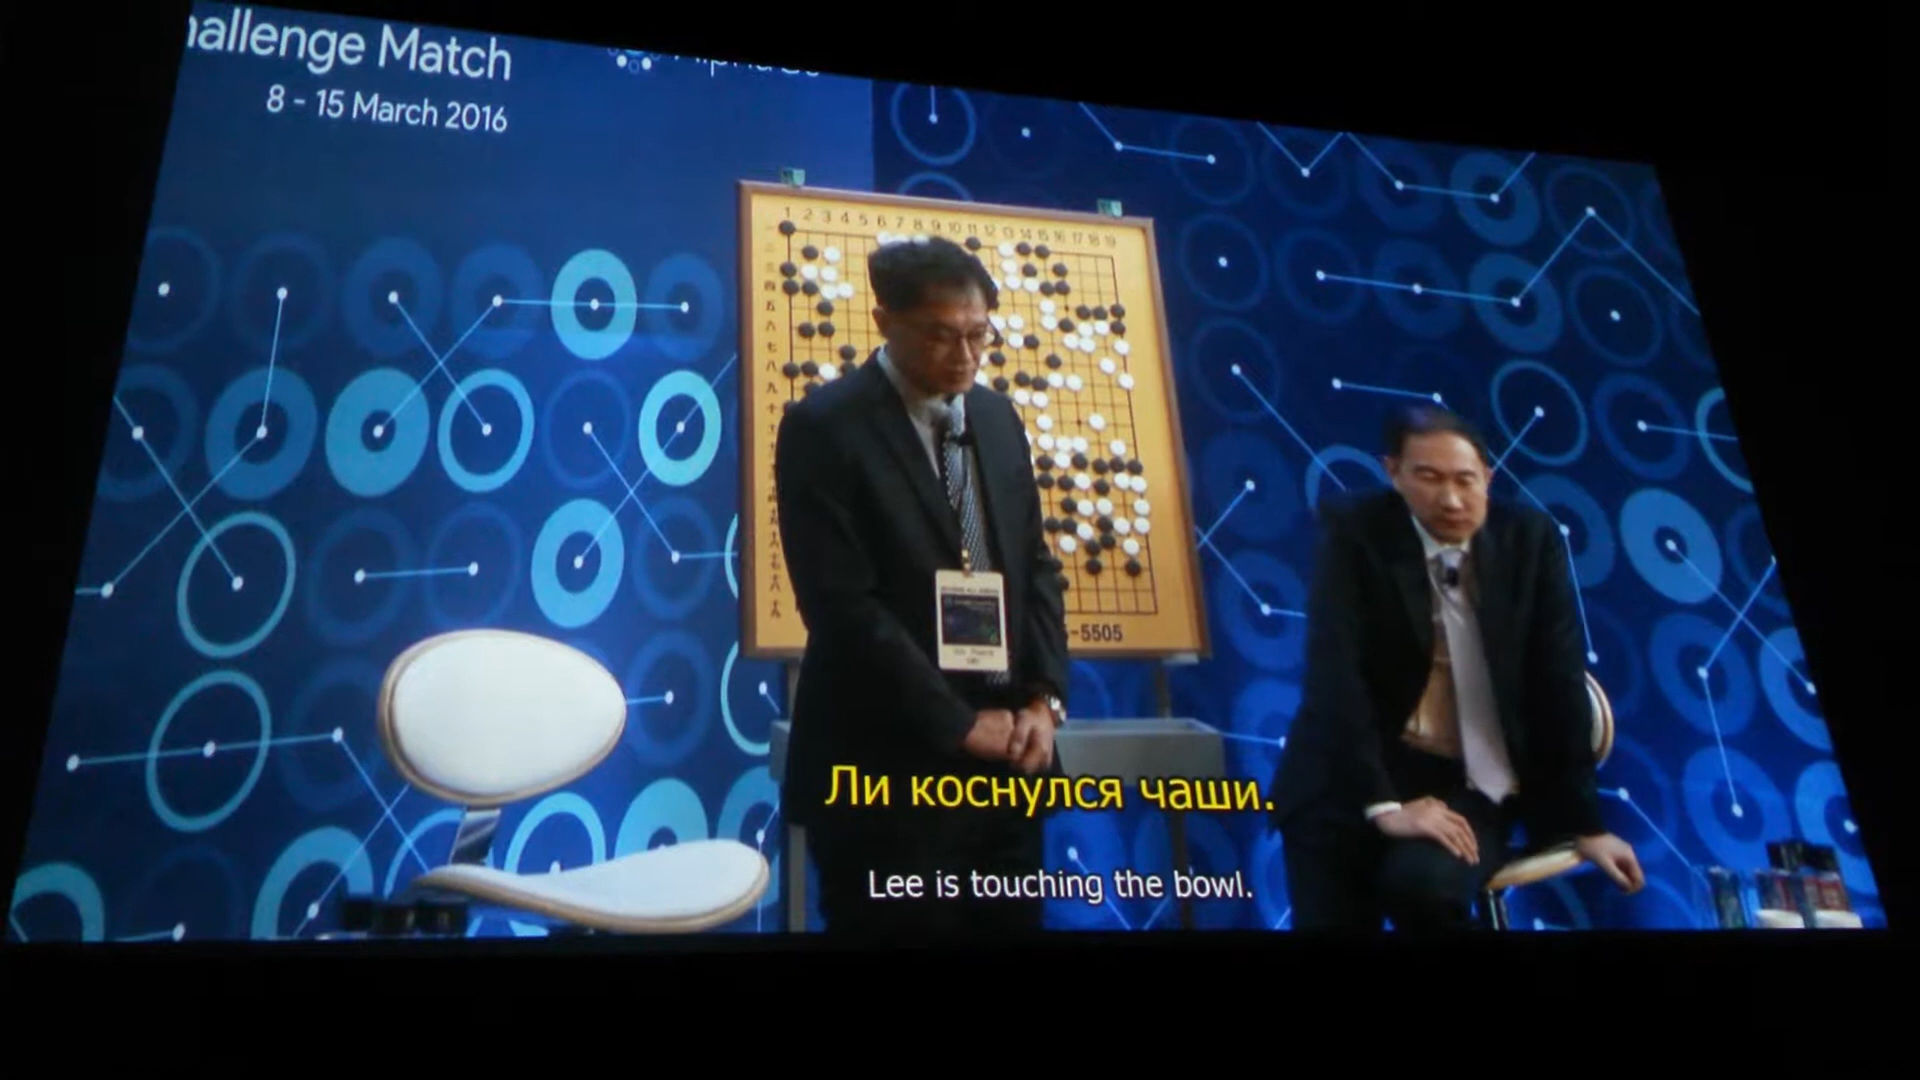 hallenge Match
8 - 15 March 2016
1 2 3 4 5 6 7 8 9 10 11 12 13 14 15 16 17 18 19
-5505
Ли коснулся чаши.
Lee is touching the bowl.